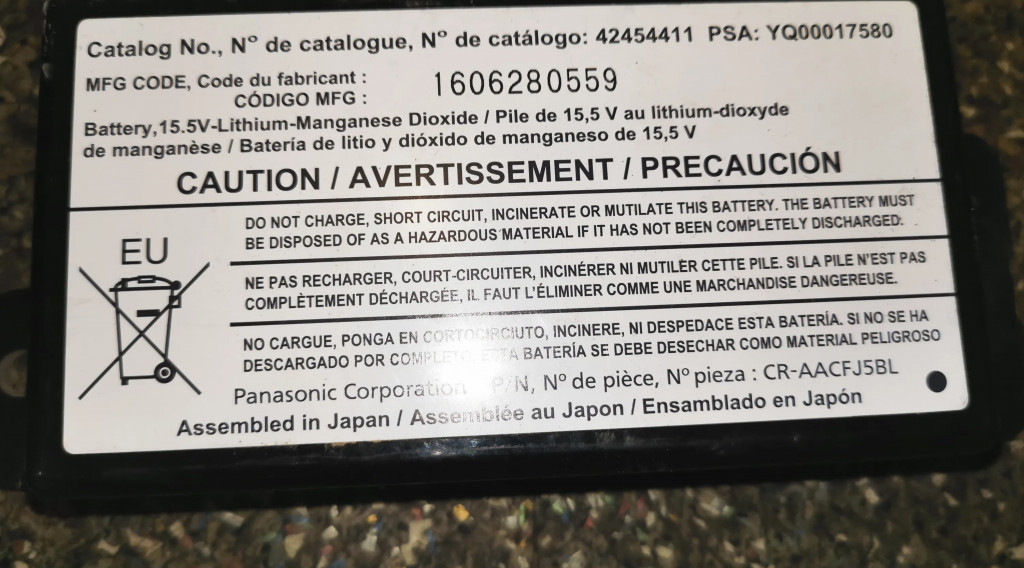 Catalog No., Nº de catalogue, Nº de catálogo: 42454411 PSA: YQ00017580
MFG CODE, Code du fabricant :
CÓDIGO MFG :
1606280559
Battery,15.5V-Lithium-Manganese Dioxide / Pile de 15,5 V au lithium-dioxyde
de manganèse / Batería de litio y dióxido de manganeso de 15,5 V
CAUTION / AVERTISSEMENT / PRECAUCIÓN
EU
DO NOT CHARGE, SHORT CIRCUIT, INCINERATE OR MUTILATE THIS BATTERY. THE BATTERY MUST
BE DISPOSED OF AS A HAZARDOUS MATERIAL IF IT HAS NOT BEEN COMPLETELY DISCHARGED.
NE PAS RECHARGER, COURT-CIRCUITER, INCINÉRER NI MUTILER CETTE PILE. SI LA PILE N'EST PAS
COMPLÈTEMENT DÉCHARGÉE, IL FAUT L'ÉLIMINER COMME UNE MARCHANDISE DANGEREUSE.
NO CARGUE, PONGA EN CORTOCIRCIUTO, INCINERE, NI DESPEDACE ESTA BATERÍA. SI NO SE HA
DESCARGADO POR COMPLETO, ESTA BATERÍA SE DEBE DESECHAR COMO MATERIAL PELIGROSO
Panasonic Corporation P/N, Nº de pièce, Nº pieza : CR-AACFJ5BL
Assembled in Japan / Assemblée au Japon / Ensamblado en Japón